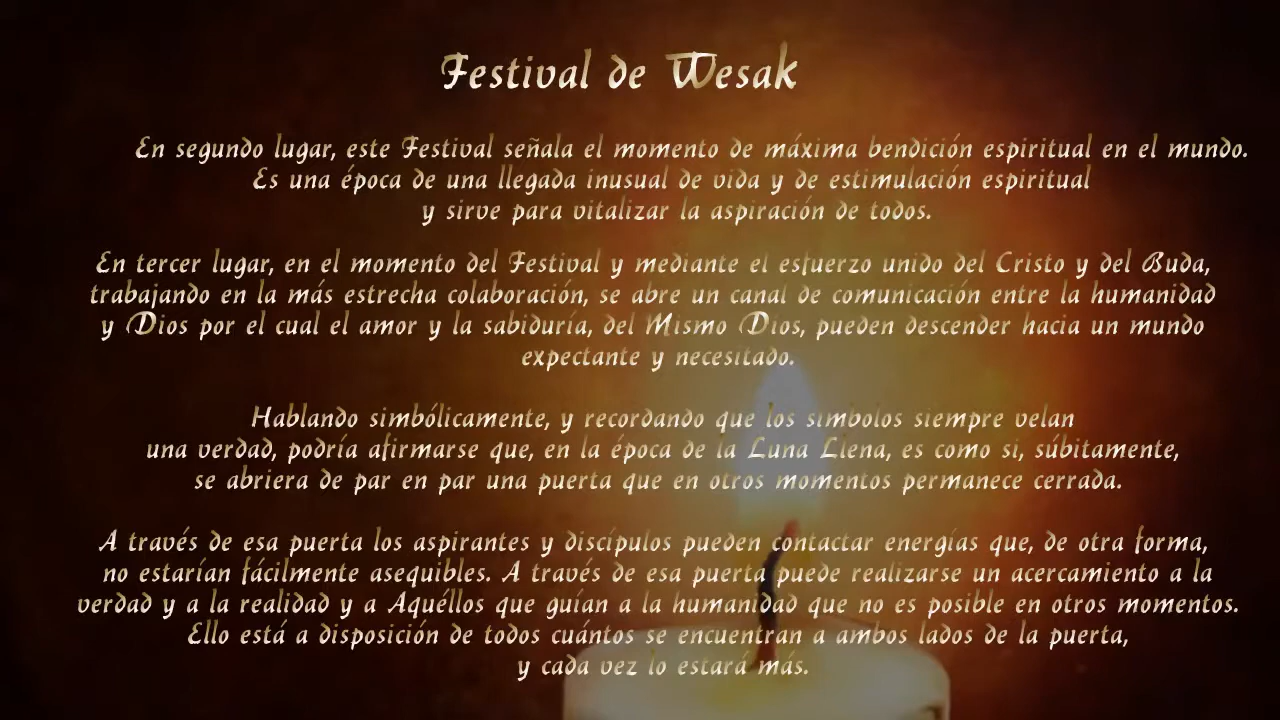 Festival de Wesak
En segundo lugar, este Festival señala el momento de máxima bendición espiritual en el mundo.
Es una época de una llegada inusual de vida y de estimulación espiritual
y sirve para vitalizar la aspiración de todos.
En tercer lugar, en el momento del Festival y mediante el esfuerzo unido del Cristo y del Buda,
trabajando en la más estrecha colaboración, se abre un canal de comunicación entre la humanidad
y Dios por el cual el amor y la sabiduría, del Mismo Dios, pueden descender hacia un mundo
expectante y necesitado.
Hablando simbólicamente, y recordando que los símbolos siempre velan
una verdad, podría afirmarse que, en la época de la Luna Llena, es como si, súbitamente,
se abriera de par en par una puerta que en otros momentos permanece cerrada.
A través de esa puerta los aspirantes y discípulos pueden contactar energías que, de otra forma,
no estarían fácilmente asequibles. A través de esa puerta puede realizarse un acercamiento a la
verdad y a la realidad y a Aquéllos que guían a la humanidad que no es posible en otros momentos.
Ello está a disposición de todos cuántos se encuentran a ambos lados de la puerta,
y cada vez lo estará más.